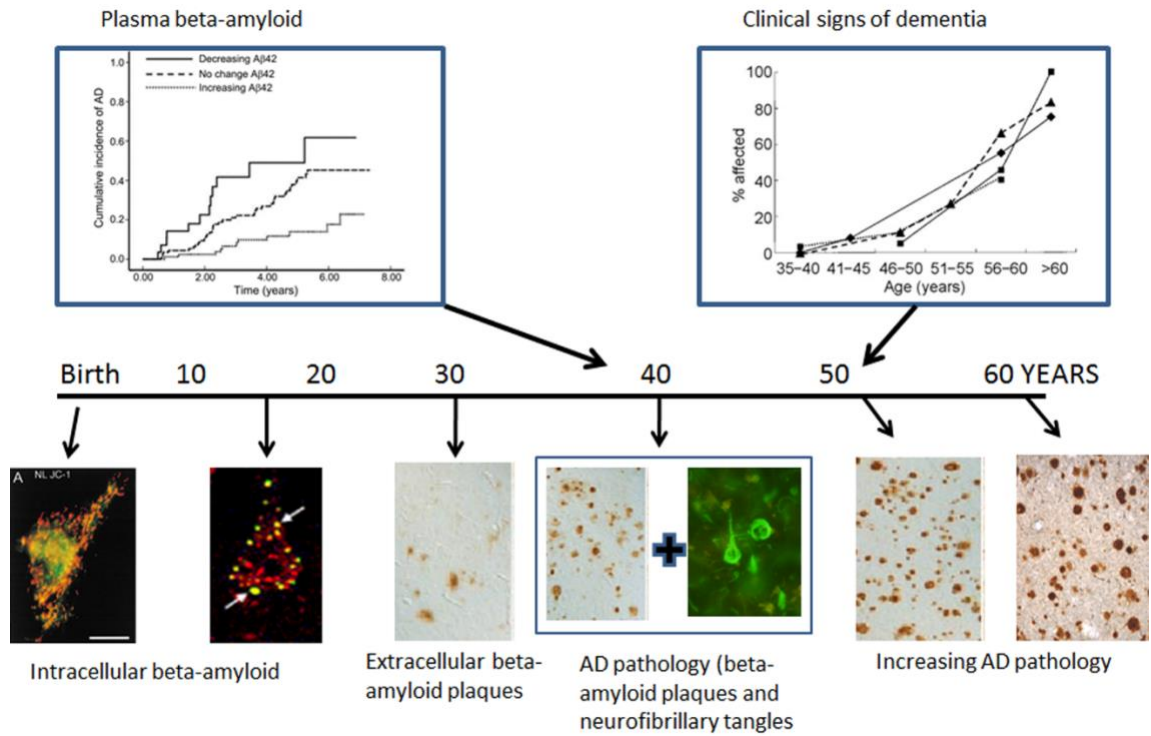 Plasma beta-amyloid
Clinical signs of dementia
Decreasing Aβ42
No change Aβ42
Increasing Aβ42
Cumulative incidence of AD
1.0
0.8
0.6
0.4
0.2
0.0
0.00
2.00
4.00
6.00
8.00
Time (years)
% affected
100
80
60
40
20
0
35–40
41–45
46–50
51–55
56–60
>60
Age (years)
Birth
10
20
30
40
50
60 YEARS
A
NL JC-1
Intracellular beta-amyloid
Extracellular beta-
amyloid plaques
AD pathology (beta-
amyloid plaques and
neurofibrillary tangles
Increasing AD pathology